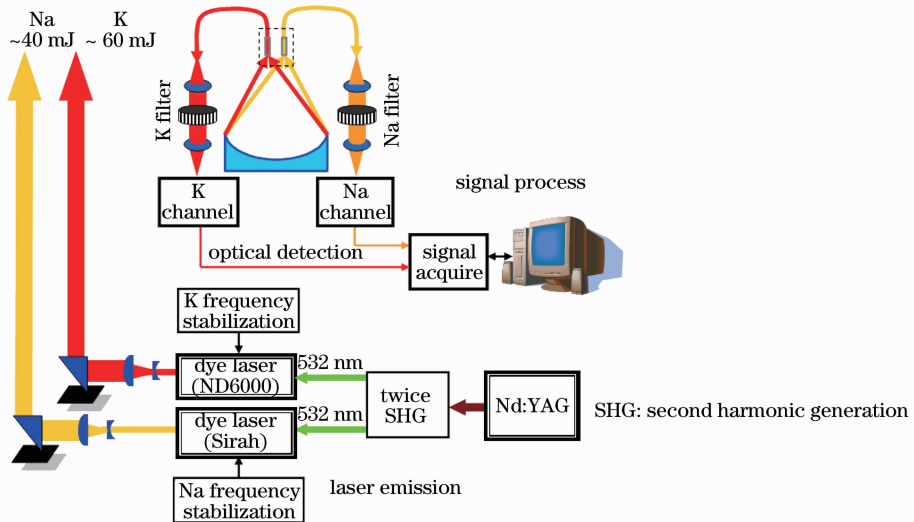 Na
~40 mJ
K
~ 60 mJ
K filter
Na filter
K
channel
Na
channel
signal process
optical detection
signal
acquire
K frequency
stabilization
dye laser
(ND6000)
532 nm
twice
SHG
Nd:YAG
SHG: second harmonic generation
532 nm
dye laser
(Sirah)
Na frequency
stabilization
laser emission